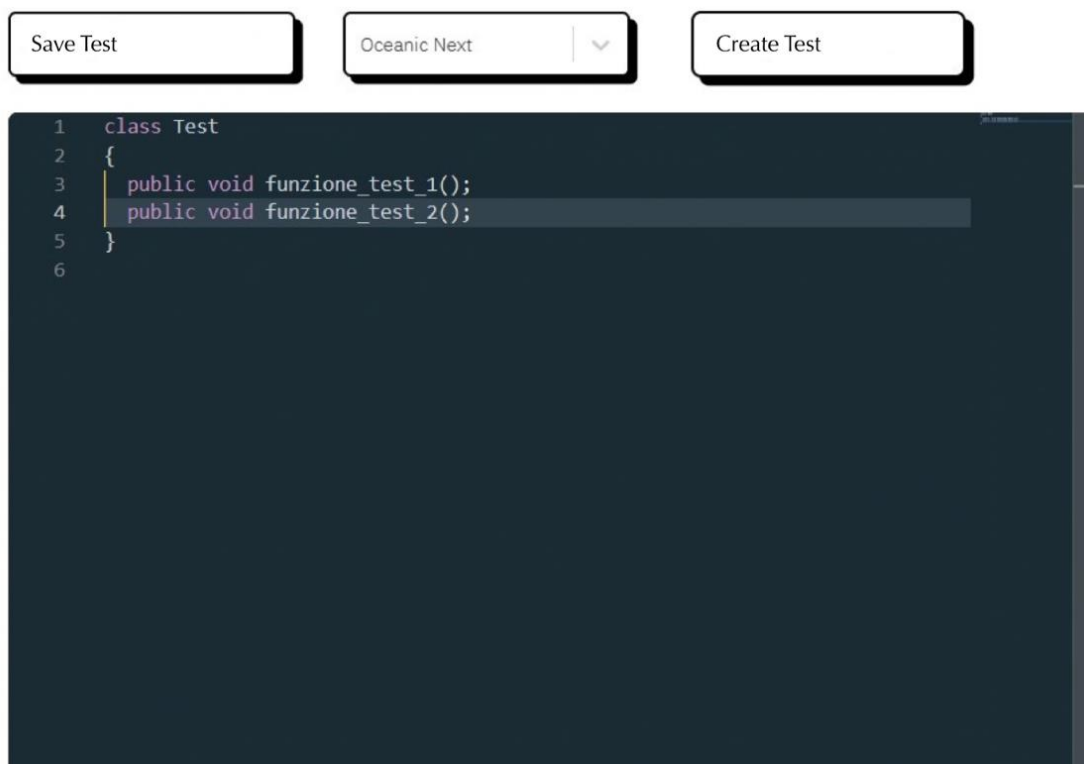 Save Test
Oceanic Next
Create Test
1 class Test
2 {
3 public void funzione_test_1();
4 public void funzione_test_2();
5 }
6